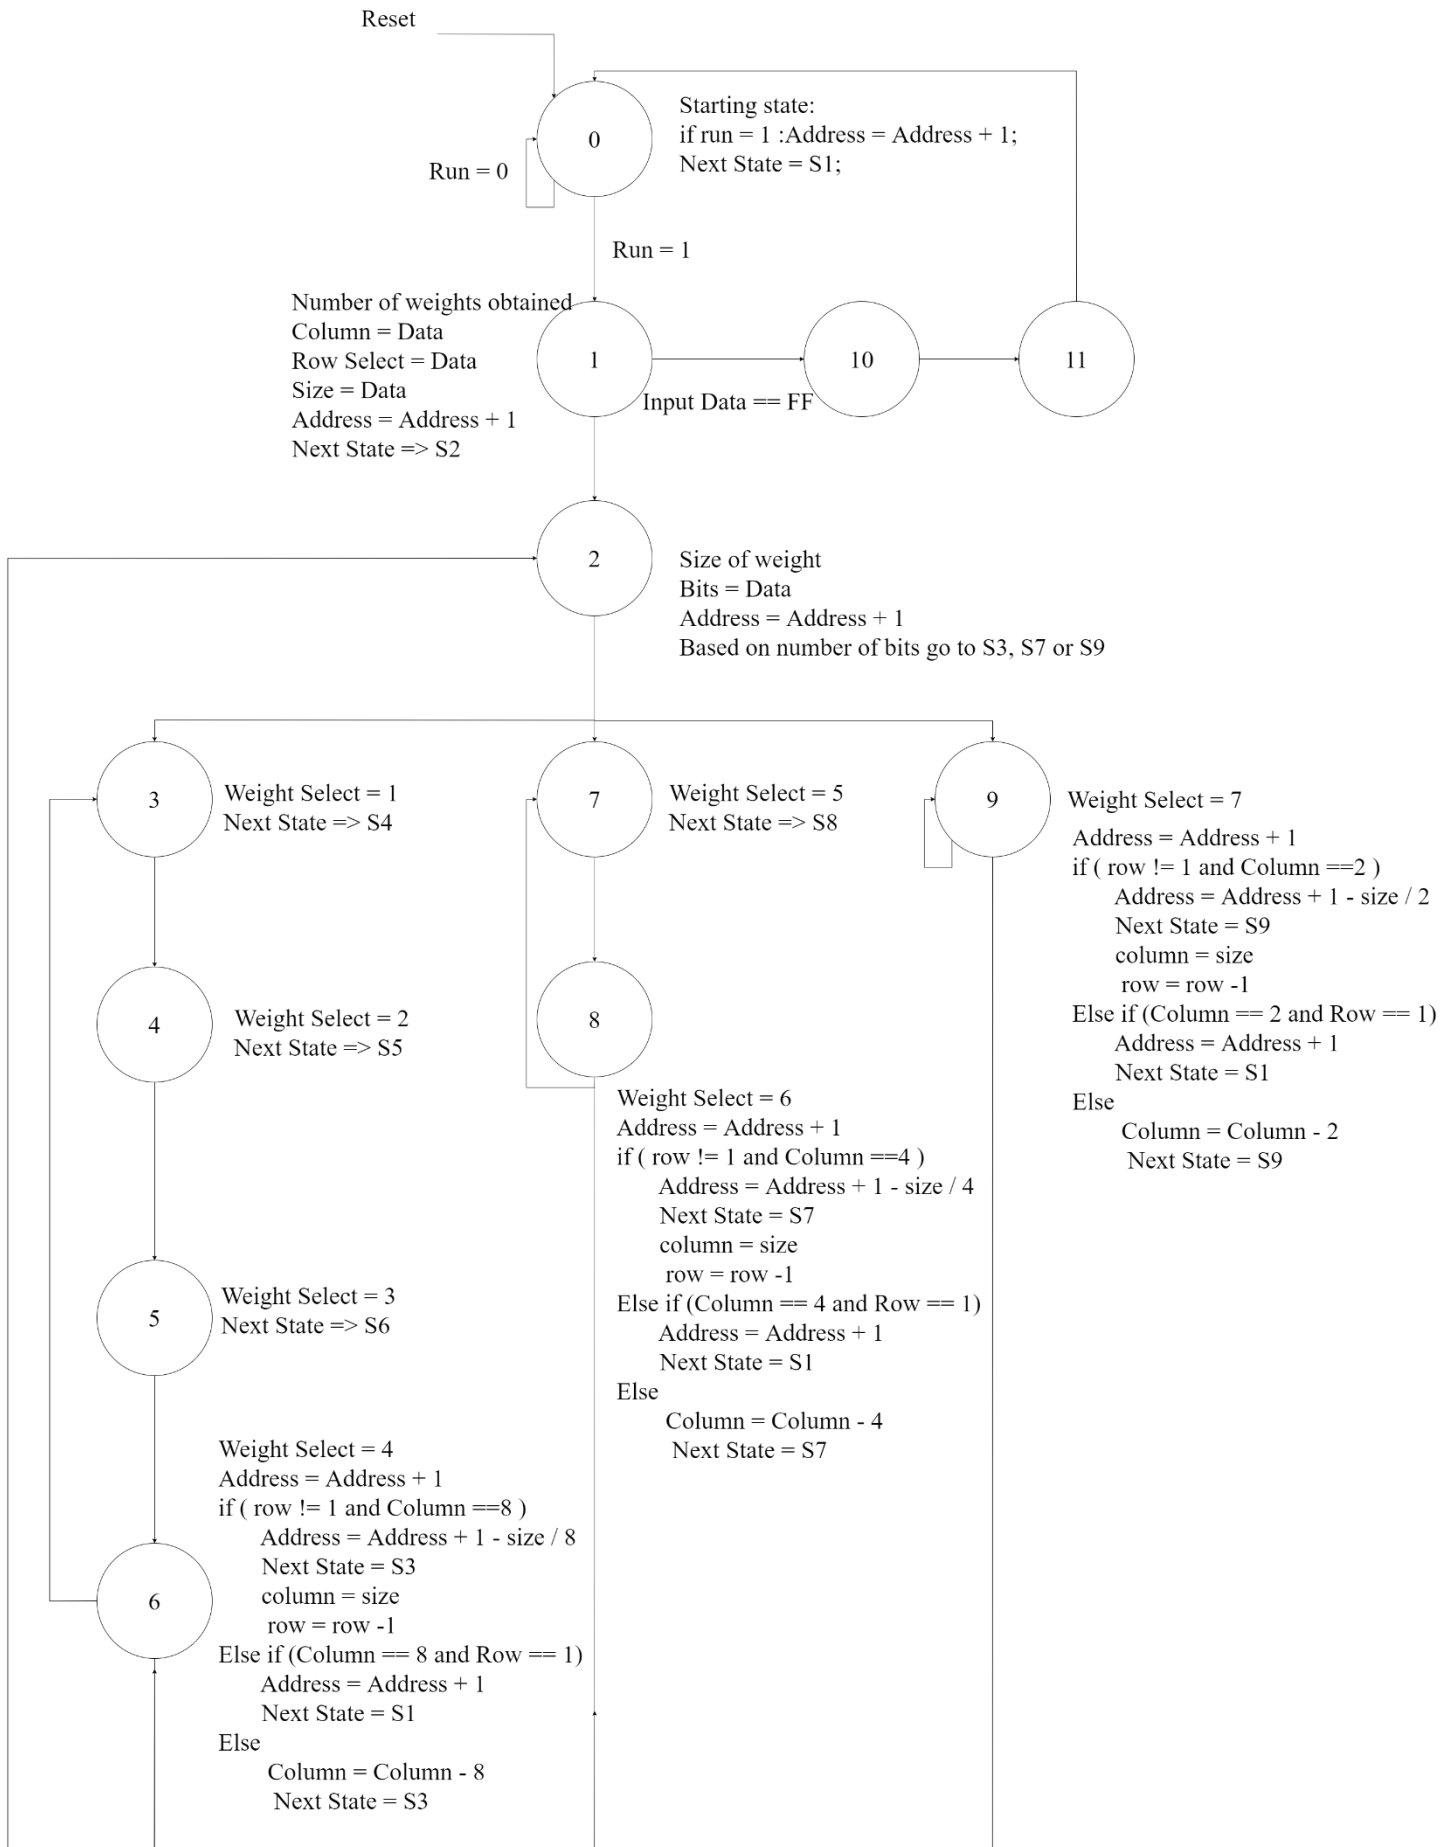 Reset
0
Starting state:
if run = 1 :Address = Address + 1;
Next State = S1;
Run = 0
Run = 1
Number of weights obtained
Column = Data
Row Select = Data
Size = Data
Address = Address + 1
Next State => S2
1
Input Data == FF
10
11
2
Size of weight
Bits = Data
Address = Address + 1
Based on number of bits go to S3, S7 or S9
3
Weight Select = 1
Next State => S4
7
Weight Select = 5
Next State => S8
9
Weight Select = 7
Address = Address + 1
if ( row != 1 and Column ==2 )
Address = Address + 1 - size / 2
Next State = S9
column = size
row = row -1
Else if (Column == 2 and Row == 1)
Address = Address + 1
Next State = S1
Else
Column = Column - 2
Next State = S9
4
Weight Select = 2
Next State => S5
8
Weight Select = 6
Address = Address + 1
if ( row != 1 and Column ==4 )
Address = Address + 1 - size / 4
Next State = S7
column = size
row = row -1
Else if (Column == 4 and Row == 1)
Address = Address + 1
Next State = S1
Else
Column = Column - 4
Next State = S7
5
Weight Select = 3
Next State => S6
6
Weight Select = 4
Address = Address + 1
if ( row != 1 and Column ==8 )
Address = Address + 1 - size / 8
Next State = S3
column = size
row = row -1
Else if (Column == 8 and Row == 1)
Address = Address + 1
Next State = S1
Else
Column = Column - 8
Next State = S3